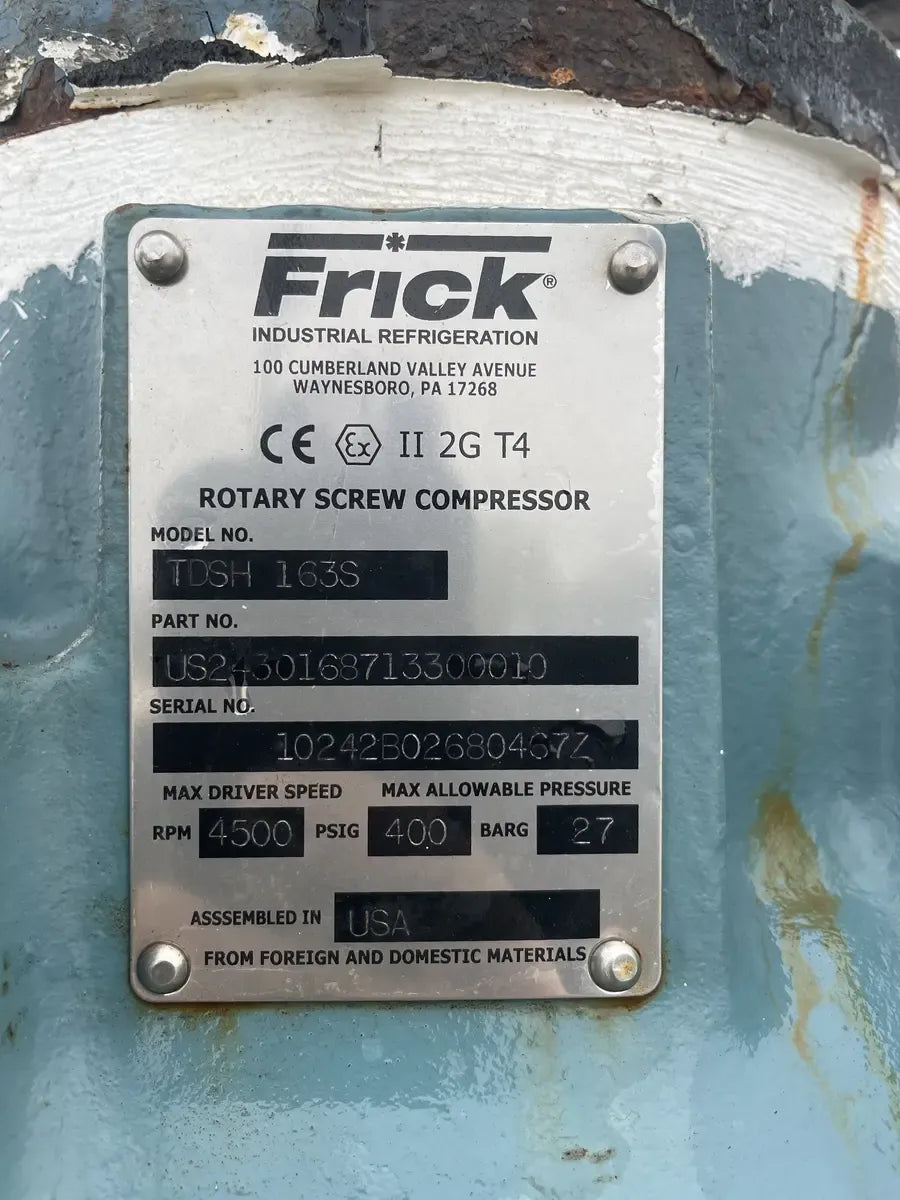 Frick®
INDUSTRIAL REFRIGERATION
100 CUMBERLAND VALLEY AVENUE
WAYNESBORO, PA 17268
CE Ex II 2G T4
ROTARY SCREW COMPRESSOR
MODEL NO.
TDSH 163S
PART NO.
US2430168713300010
SERIAL NO.
10242B02680467Z
MAX DRIVER SPEED MAX ALLOWABLE PRESSURE
RPM 4500 PSIG 400 BARG 27
ASSSEMBLED IN USA
FROM FOREIGN AND DOMESTIC MATERIALS